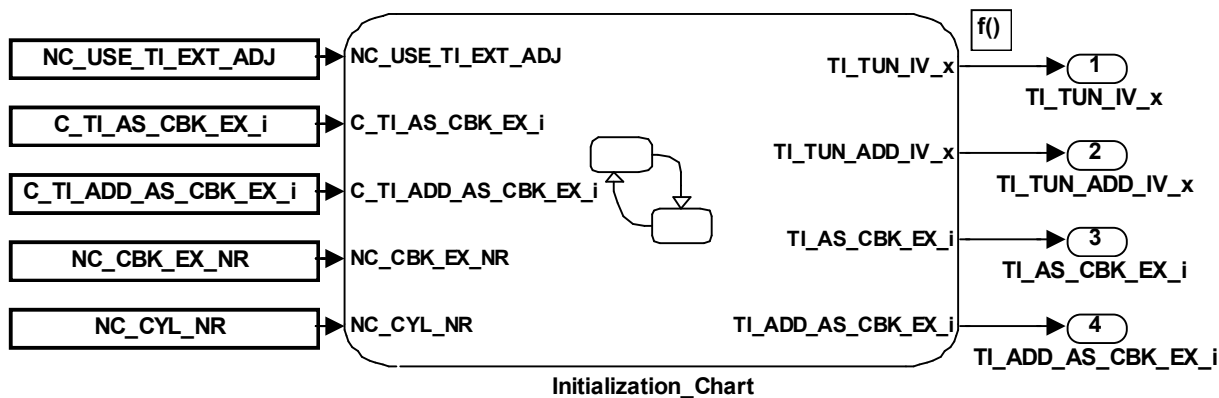 f()
NC_USE_TI_EXT_ADJ
NC_USE_TI_EXT_ADJ
TI_TUN_IV_x
1
TI_TUN_IV_x
C_TI_AS_CBK_EX_i
C_TI_AS_CBK_EX_i
TI_TUN_ADD_IV_x
2
TI_TUN_ADD_IV_x
C_TI_ADD_AS_CBK_EX_i
C_TI_ADD_AS_CBK_EX_i
TI_AS_CBK_EX_i
3
TI_AS_CBK_EX_i
NC_CBK_EX_NR
NC_CBK_EX_NR
NC_CYL_NR
NC_CYL_NR
TI_ADD_AS_CBK_EX_i
4
TI_ADD_AS_CBK_EX_i
Initialization_Chart